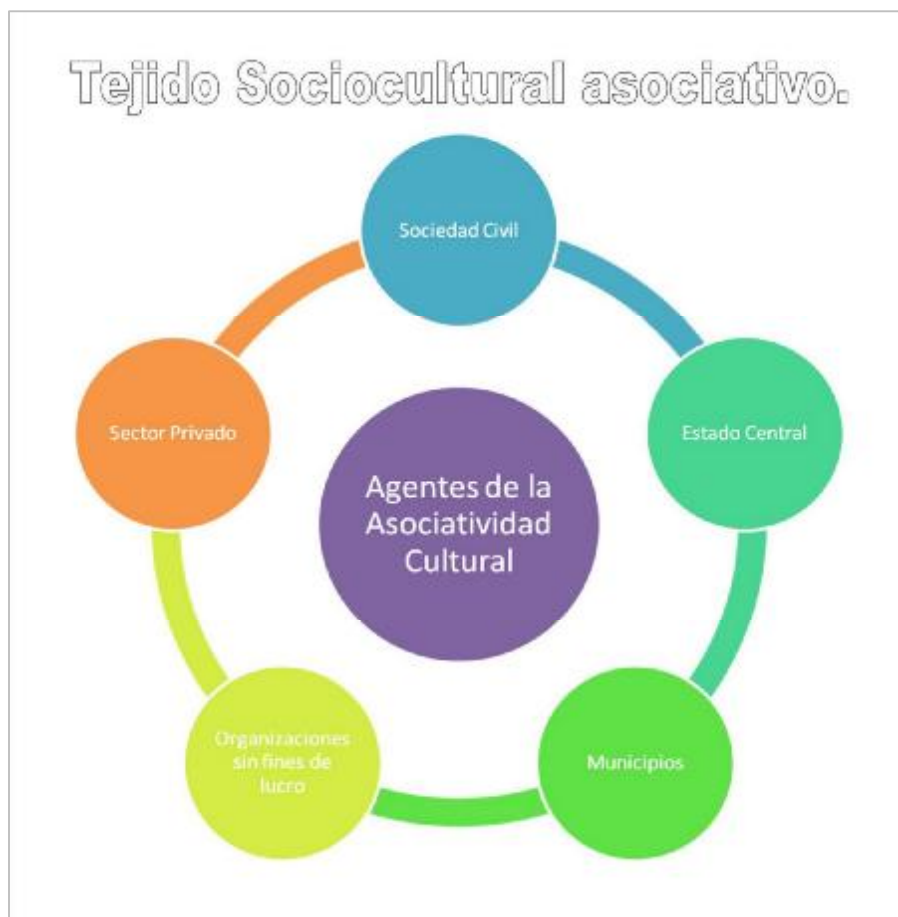 Tejido Sociocultural asociativo.
Sociedad Civil
Sector Privado
Estado Central
Agentes de la
Asociatividad
Cultural
Organizaciones
sin fines de
lucro
Municipios